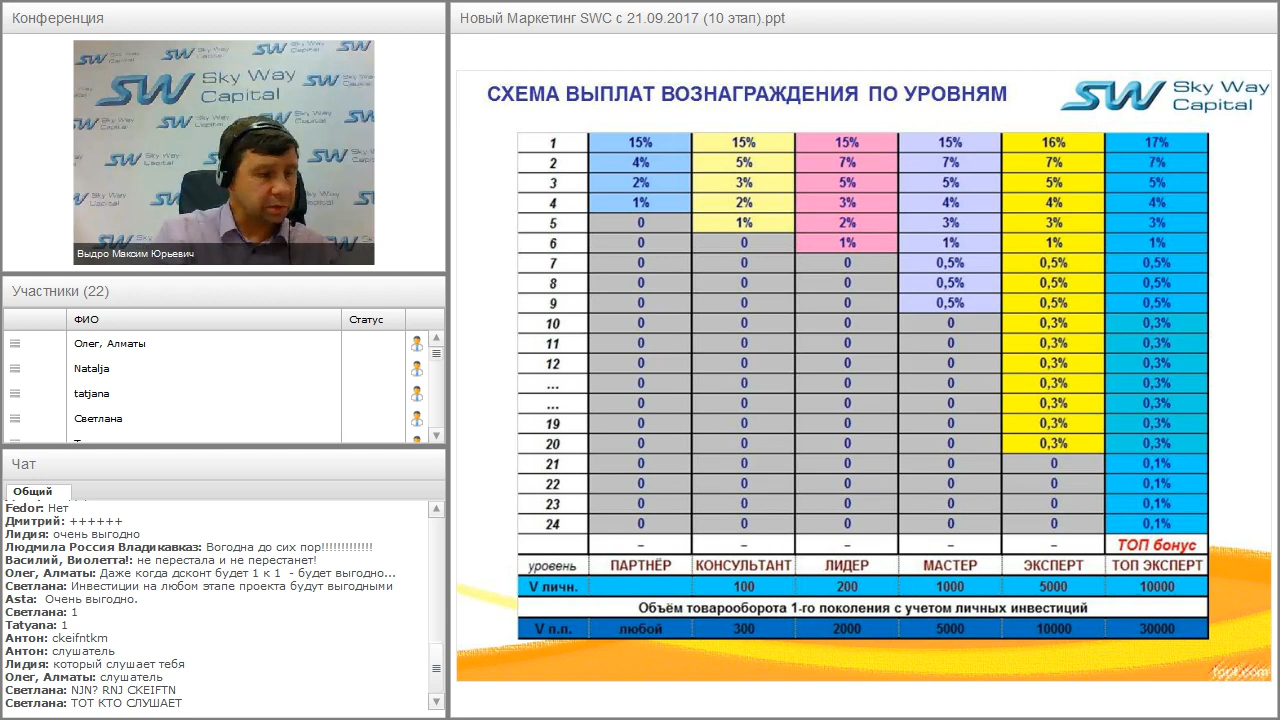 Конференция
SW Sky Way Capital
Выдро Максим Юрьевич
Участники (22)
ФИО Статус
Олег, Алматы
Natalja
tatjana
Светлана
Чат
Общий
Fedor: Нет
Дмитрий: ++++++
Лидия: очень выгодно
Людмила Россия Владикавказ: Вогодна до сих пор!!!!!!!!!!!!!
Василий, Виолетта!: не перестала и не перестанет!
Олег, Алматы: Даже когда дсконт будет 1 к 1 - будет выгодно...
Светлана: Инвестиции на любом этапе проекта будут выгодными
Asta: Очень выгодно.
Светлана: 1
Tatyana: 1
Антон: ckeifntkm
Антон: слушатель
Лидия: который слушает тебя
Олег, Алматы: слушатель
Светлана: NJN? RNJ CKEIFTN
Светлана: ТОТ КТО СЛУШАЕТ
Новый Маркетинг SWC с 21.09.2017 (10 этап).ppt
СХЕМА ВЫПЛАТ ВОЗНАГРАЖДЕНИЯ ПО УРОВНЯМ
SW Sky Way Capital
1 15% 15% 15% 15% 16% 17%
2 4% 5% 7% 7% 7% 7%
3 2% 3% 5% 5% 5% 5%
4 1% 2% 3% 4% 4% 4%
5 0 1% 2% 3% 3% 3%
6 0 0 1% 1% 1% 1%
7 0 0 0 0,5% 0,5% 0,5%
8 0 0 0 0,5% 0,5% 0,5%
9 0 0 0 0,5% 0,5% 0,5%
10 0 0 0 0 0,3% 0,3%
11 0 0 0 0 0,3% 0,3%
12 0 0 0 0 0,3% 0,3%
... 0 0 0 0 0,3% 0,3%
... 0 0 0 0 0,3% 0,3%
19 0 0 0 0 0,3% 0,3%
20 0 0 0 0 0,3% 0,3%
21 0 0 0 0 0 0,1%
22 0 0 0 0 0 0,1%
23 0 0 0 0 0 0,1%
24 0 0 0 0 0 0,1%
– – – – – ТОП бонус
уровень ПАРТНЁР КОНСУЛЬТАНТ ЛИДЕР МАСТЕР ЭКСПЕРТ ТОП ЭКСПЕРТ
V личн. 100 200 1000 5000 10000
Объём товарооборота 1-го поколения с учетом личных инвестиций
V п.п. любой 300 2000 5000 10000 30000
fppt.com